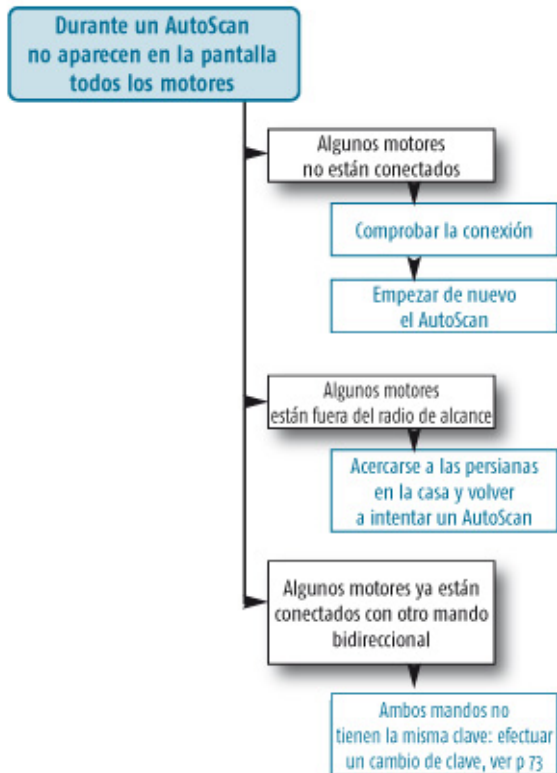 Durante un AutoScan
no aparecen en la pantalla
todos los motores
Algunos motores
no están conectados
Comprobar la conexión
Empezar de nuevo
el AutoScan
Algunos motores
están fuera del radio de alcance
Acercarse a las persianas
en la casa y volver
a intentar un AutoScan
Algunos motores ya están
conectados con otro mando
bidireccional
Ambos mandos no
tienen la misma clave: efectuar
un cambio de clave, ver p 73